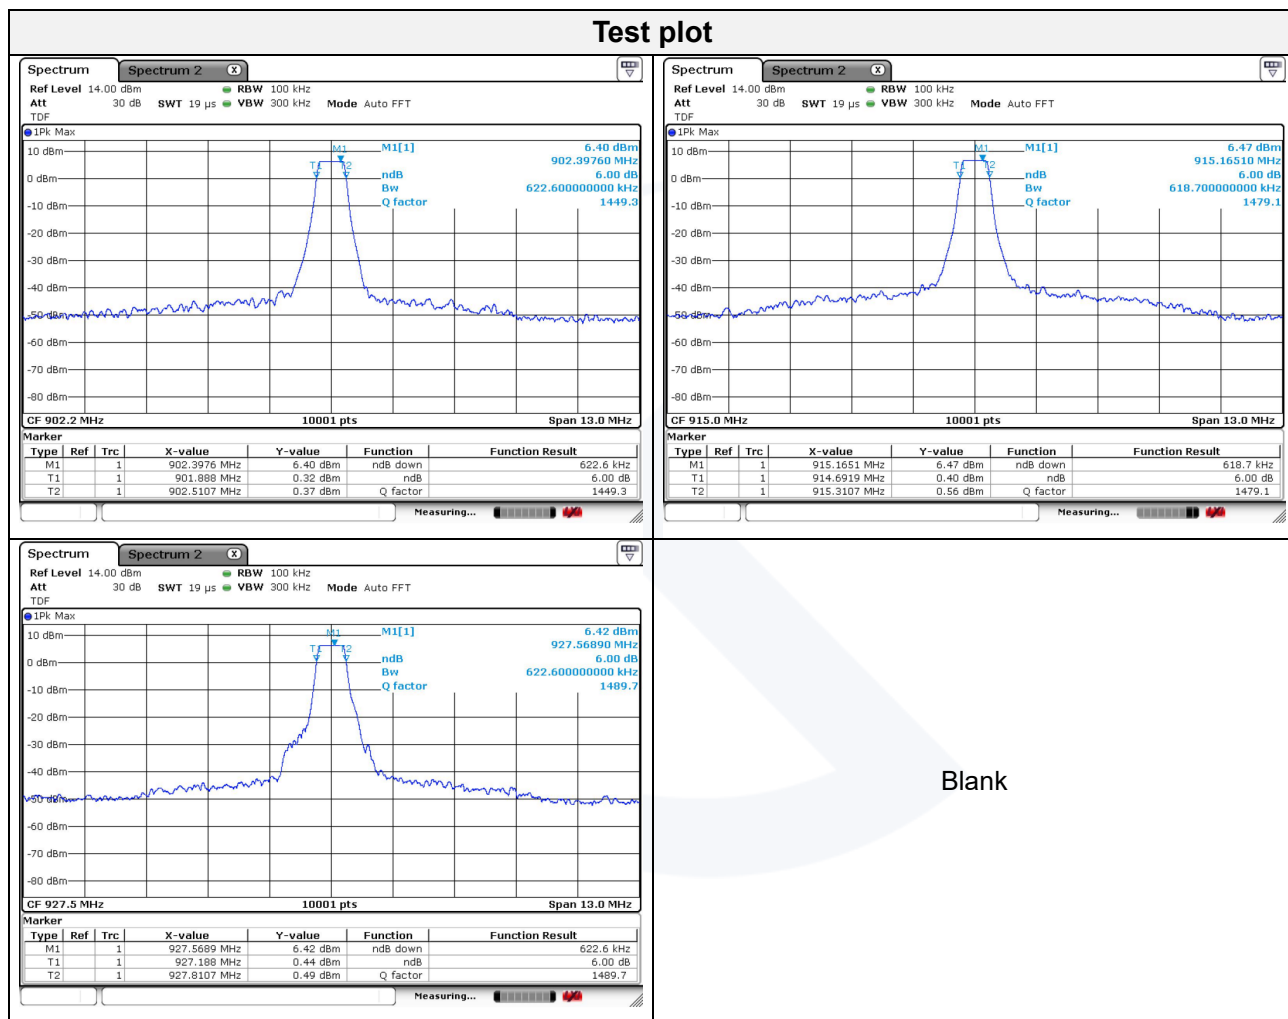 Test plot
Spectrum Spectrum 2 X
Ref Level 14.00 dBm RBW 100 kHz
Att 30 dB SWT 19 µs VBW 300 kHz Mode Auto FFT
TDF
1Pk Max
M1[1] 6.40 dBm
902.39760 MHz
ndB 6.00 dB
Bw 622.600000000 kHz
Q factor 1449.3
M1
T1 T2
10 dBm
0 dBm
-10 dBm
-20 dBm
-30 dBm
-40 dBm
-50 dBm
-60 dBm
-70 dBm
-80 dBm
CF 902.2 MHz 10001 pts Span 13.0 MHz
Marker
Type Ref Trc X-value Y-value Function Function Result
M1 1 902.3976 MHz 6.40 dBm ndB down 622.6 kHz
T1 1 901.888 MHz 0.32 dBm ndB 6.00 dB
T2 1 902.5107 MHz 0.37 dBm Q factor 1449.3
Measuring...
Spectrum Spectrum 2 X
Ref Level 14.00 dBm RBW 100 kHz
Att 30 dB SWT 19 µs VBW 300 kHz Mode Auto FFT
TDF
1Pk Max
M1[1] 6.47 dBm
915.16510 MHz
ndB 6.00 dB
Bw 618.700000000 kHz
Q factor 1479.1
M1
T1 T2
10 dBm
0 dBm
-10 dBm
-20 dBm
-30 dBm
-40 dBm
-50 dBm
-60 dBm
-70 dBm
-80 dBm
CF 915.0 MHz 10001 pts Span 13.0 MHz
Marker
Type Ref Trc X-value Y-value Function Function Result
M1 1 915.1651 MHz 6.47 dBm ndB down 618.7 kHz
T1 1 914.6919 MHz 0.40 dBm ndB 6.00 dB
T2 1 915.3107 MHz 0.56 dBm Q factor 1479.1
Measuring...
Spectrum Spectrum 2 X
Ref Level 14.00 dBm RBW 100 kHz
Att 30 dB SWT 19 µs VBW 300 kHz Mode Auto FFT
TDF
1Pk Max
M1[1] 6.42 dBm
927.56890 MHz
ndB 6.00 dB
Bw 622.600000000 kHz
Q factor 1489.7
M1
T1 T2
10 dBm
0 dBm
-10 dBm
-20 dBm
-30 dBm
-40 dBm
-50 dBm
-60 dBm
-70 dBm
-80 dBm
CF 927.5 MHz 10001 pts Span 13.0 MHz
Marker
Type Ref Trc X-value Y-value Function Function Result
M1 1 927.5689 MHz 6.42 dBm ndB down 622.6 kHz
T1 1 927.188 MHz 0.44 dBm ndB 6.00 dB
T2 1 927.8107 MHz 0.49 dBm Q factor 1489.7
Measuring...
Blank